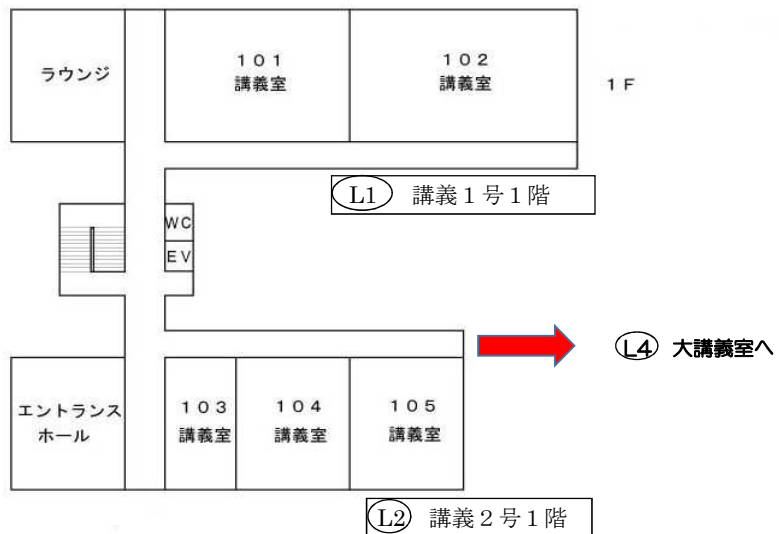 ラウンジ
１０１
講義室
１０２
講義室
１Ｆ
L1 講義１号１階
ＷＣ
ＥＶ
L4 大講義室へ
エントランス
ホール
１０３
講義室
１０４
講義室
１０５
講義室
L2 講義２号１階